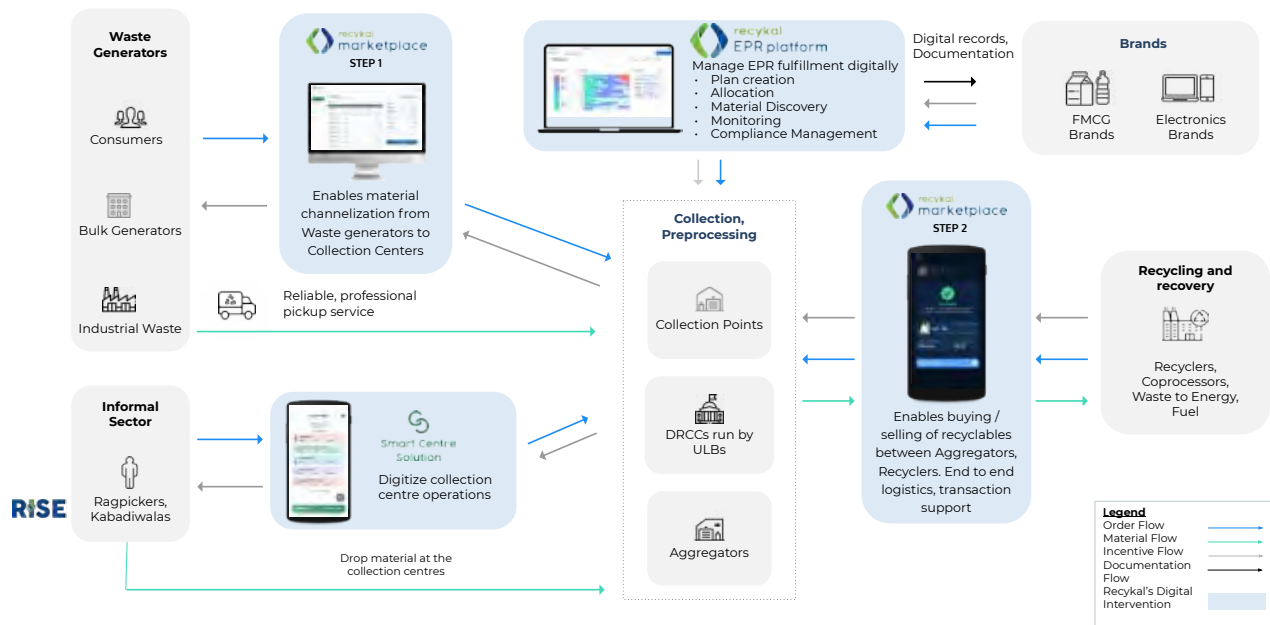 Waste
Generators
Consumers
Bulk Generators
Industrial Waste
recykal
marketplace
STEP 1
Enables material
channelization from
Waste generators to
Collection Centers
Reliable, professional
pickup service
recykal
EPR platform
Manage EPR fulfillment digitally
• Plan creation
• Allocation
• Material Discovery
• Monitoring
• Compliance Management
Digital records,
Documentation
Brands
FMCG
Brands
Electronics
Brands
Collection,
Preprocessing
Collection Points
DRCCs run by
ULBs
Aggregators
recykal
marketplace
STEP 2
Enables buying /
selling of recyclables
between Aggregators,
Recyclers. End to end
logistics, transaction
support
Recycling and
recovery
Recyclers,
Coprocessors,
Waste to Energy,
Fuel
Informal
Sector
Ragpickers,
Kabadiwalas
RISE
Smart Centre
Solution
Digitize collection
centre operations
Drop material at the
collection centres
Legend
Order Flow
Material Flow
Incentive Flow
Documentation
Flow
Recykal's Digital
Intervention